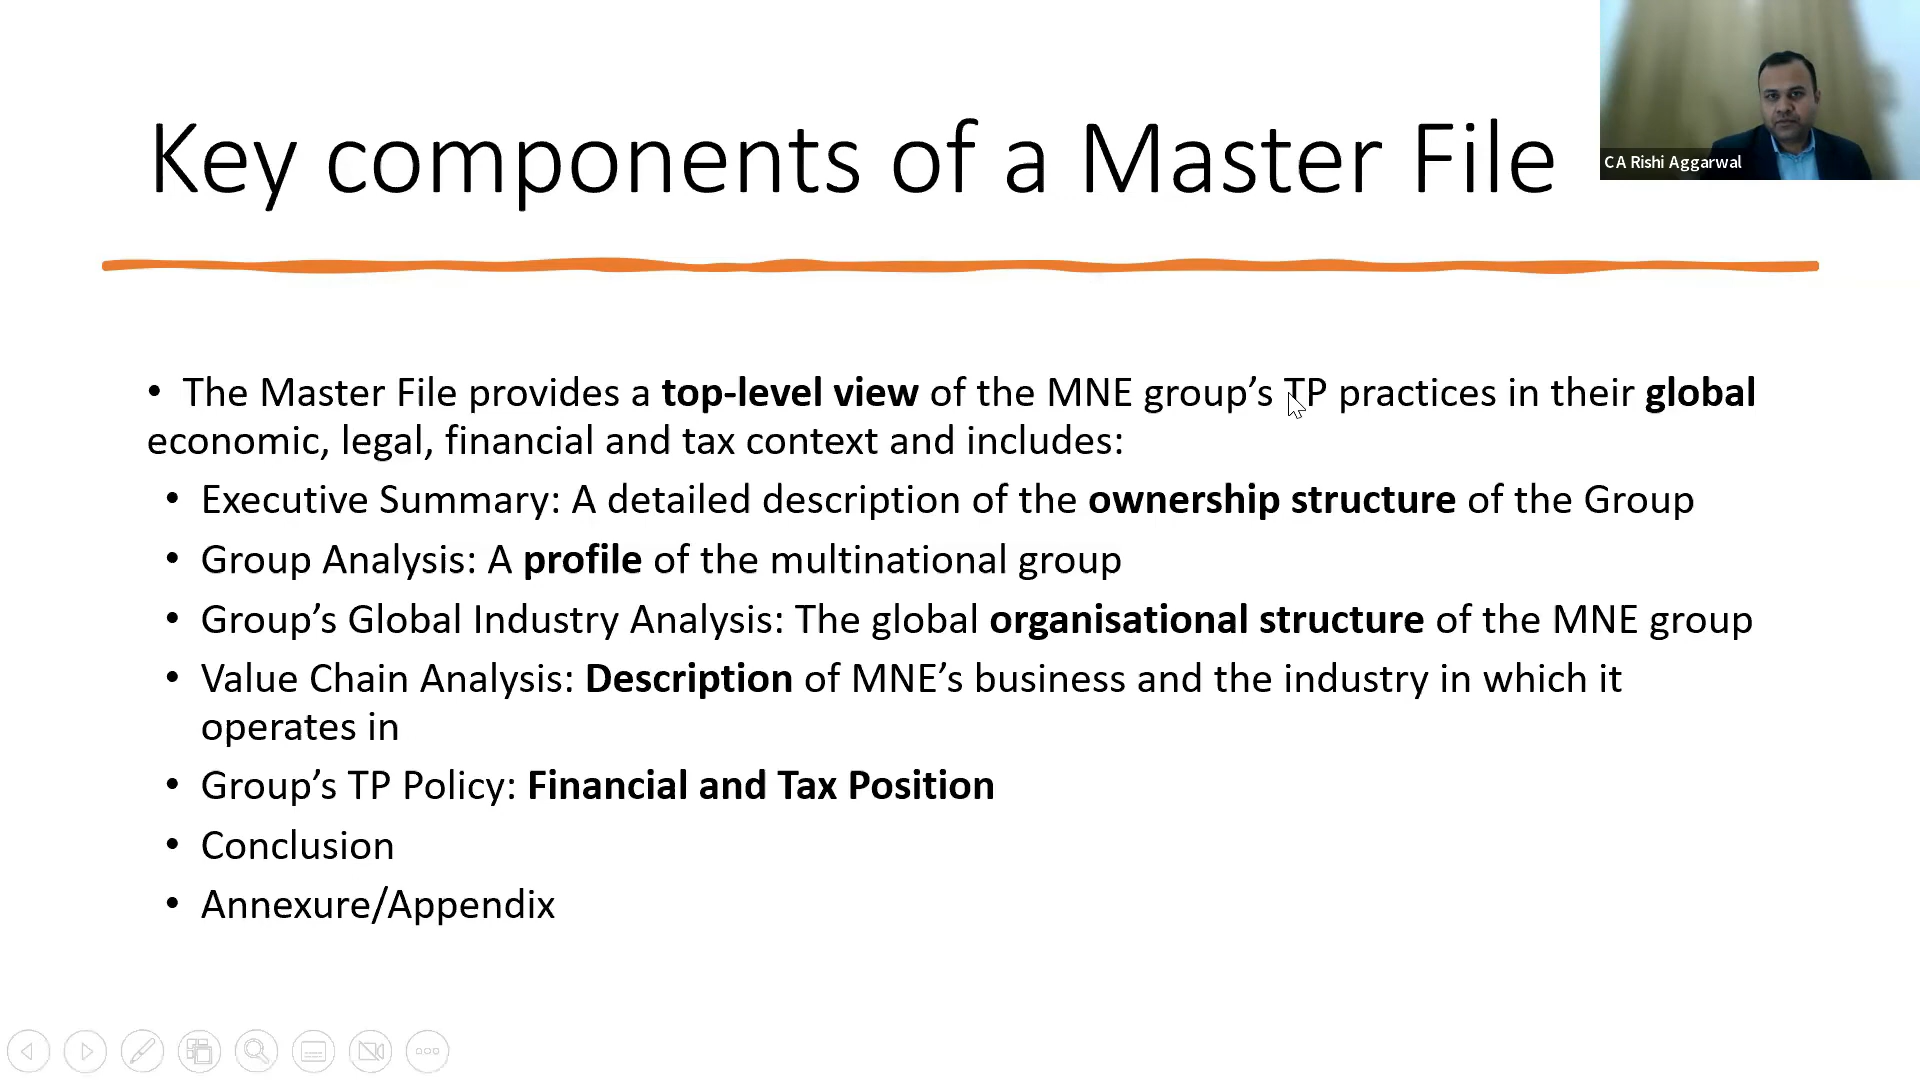 Key components of a Master File
CA Rishi Aggarwal
• The Master File provides a top-level view of the MNE group’s TP practices in their global
economic, legal, financial and tax context and includes:
• Executive Summary: A detailed description of the ownership structure of the Group
• Group Analysis: A profile of the multinational group
• Group’s Global Industry Analysis: The global organisational structure of the MNE group
• Value Chain Analysis: Description of MNE’s business and the industry in which it
operates in
• Group’s TP Policy: Financial and Tax Position
• Conclusion
• Annexure/Appendix